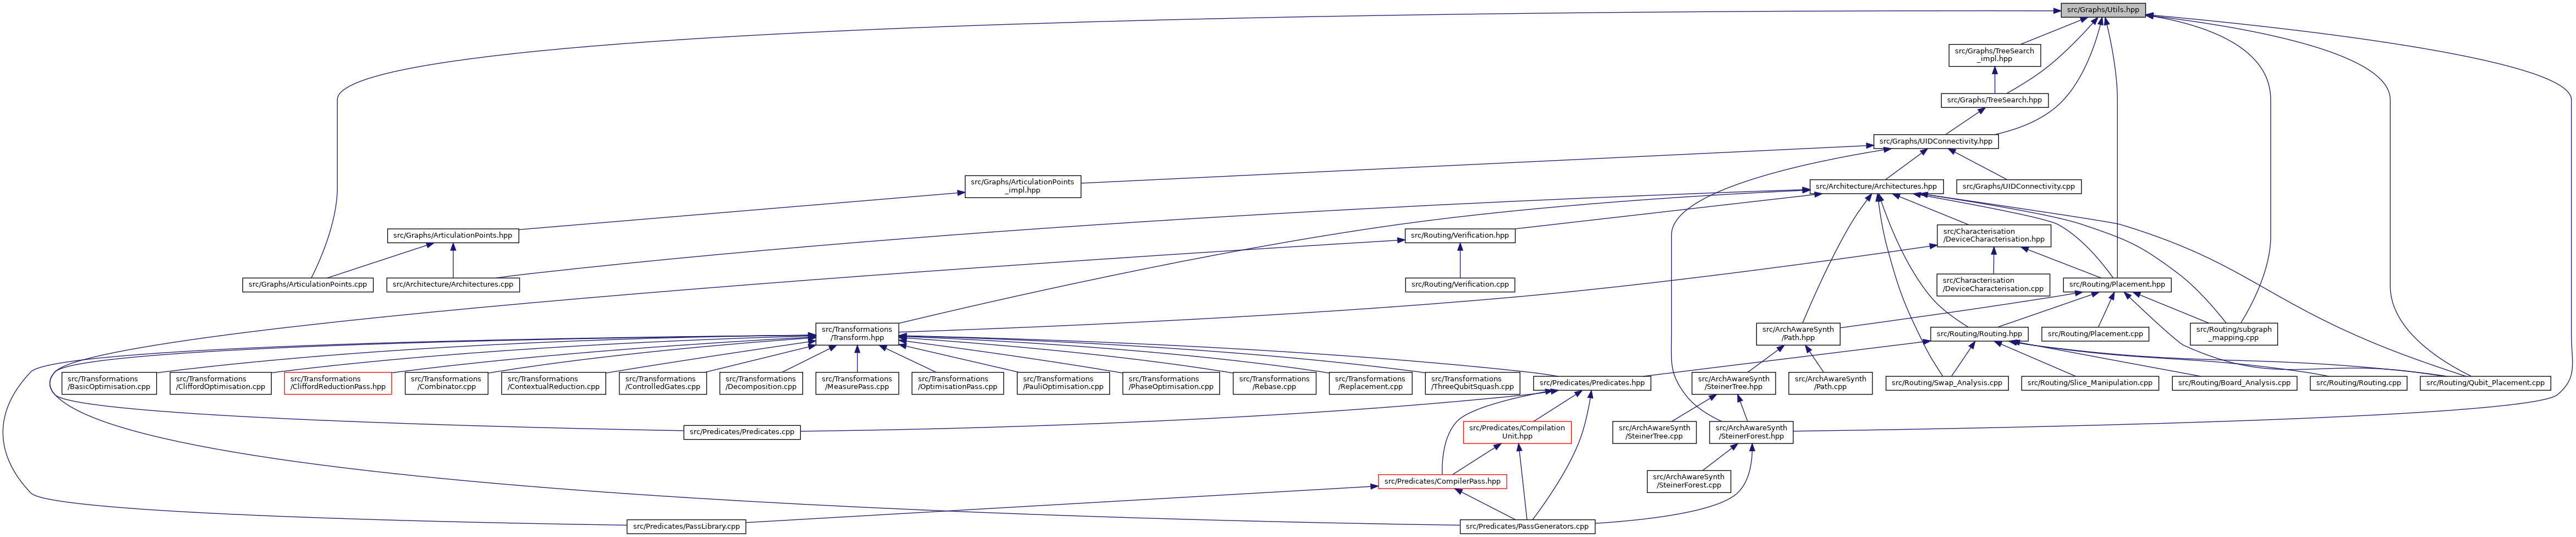 src/Graphs/Utils.hpp
src/Graphs/TreeSearch
_impl.hpp
src/Graphs/TreeSearch.hpp
src/Graphs/UIDConnectivity.hpp
src/Graphs/ArticulationPoints
_impl.hpp
src/Architecture/Architectures.hpp
src/Graphs/UIDConnectivity.cpp
src/Graphs/ArticulationPoints.hpp
src/Routing/Verification.hpp
src/Characterisation
/DeviceCharacterisation.hpp
src/Graphs/ArticulationPoints.cpp
src/Architecture/Architectures.cpp
src/Routing/Verification.cpp
src/Characterisation
/DeviceCharacterisation.cpp
src/Routing/Placement.hpp
src/Transformations
/Transform.hpp
src/ArchAwareSynth
/Path.hpp
src/Routing/Routing.hpp
src/Routing/Placement.cpp
src/Routing/subgraph
_mapping.cpp
src/Transformations
/BasicOptimisation.cpp
src/Transformations
/CliffordOptimisation.cpp
src/Transformations
/CliffordReductionPass.hpp
src/Transformations
/Combinator.cpp
src/Transformations
/ContextualReduction.cpp
src/Transformations
/ControlledGates.cpp
src/Transformations
/Decomposition.cpp
src/Transformations
/MeasurePass.cpp
src/Transformations
/OptimisationPass.cpp
src/Transformations
/PauliOptimisation.cpp
src/Transformations
/PhaseOptimisation.cpp
src/Transformations
/Rebase.cpp
src/Transformations
/Replacement.cpp
src/Transformations
/ThreeQubitSquash.cpp
src/Predicates/Predicates.hpp
src/ArchAwareSynth
/SteinerTree.hpp
src/ArchAwareSynth
/Path.cpp
src/Routing/Swap_Analysis.cpp
src/Routing/Slice_Manipulation.cpp
src/Routing/Board_Analysis.cpp
src/Routing/Routing.cpp
src/Routing/Qubit_Placement.cpp
src/Predicates/Predicates.cpp
src/Predicates/Compilation
Unit.hpp
src/ArchAwareSynth
/SteinerTree.cpp
src/ArchAwareSynth
/SteinerForest.hpp
src/Predicates/CompilerPass.hpp
src/ArchAwareSynth
/SteinerForest.cpp
src/Predicates/PassLibrary.cpp
src/Predicates/PassGenerators.cpp